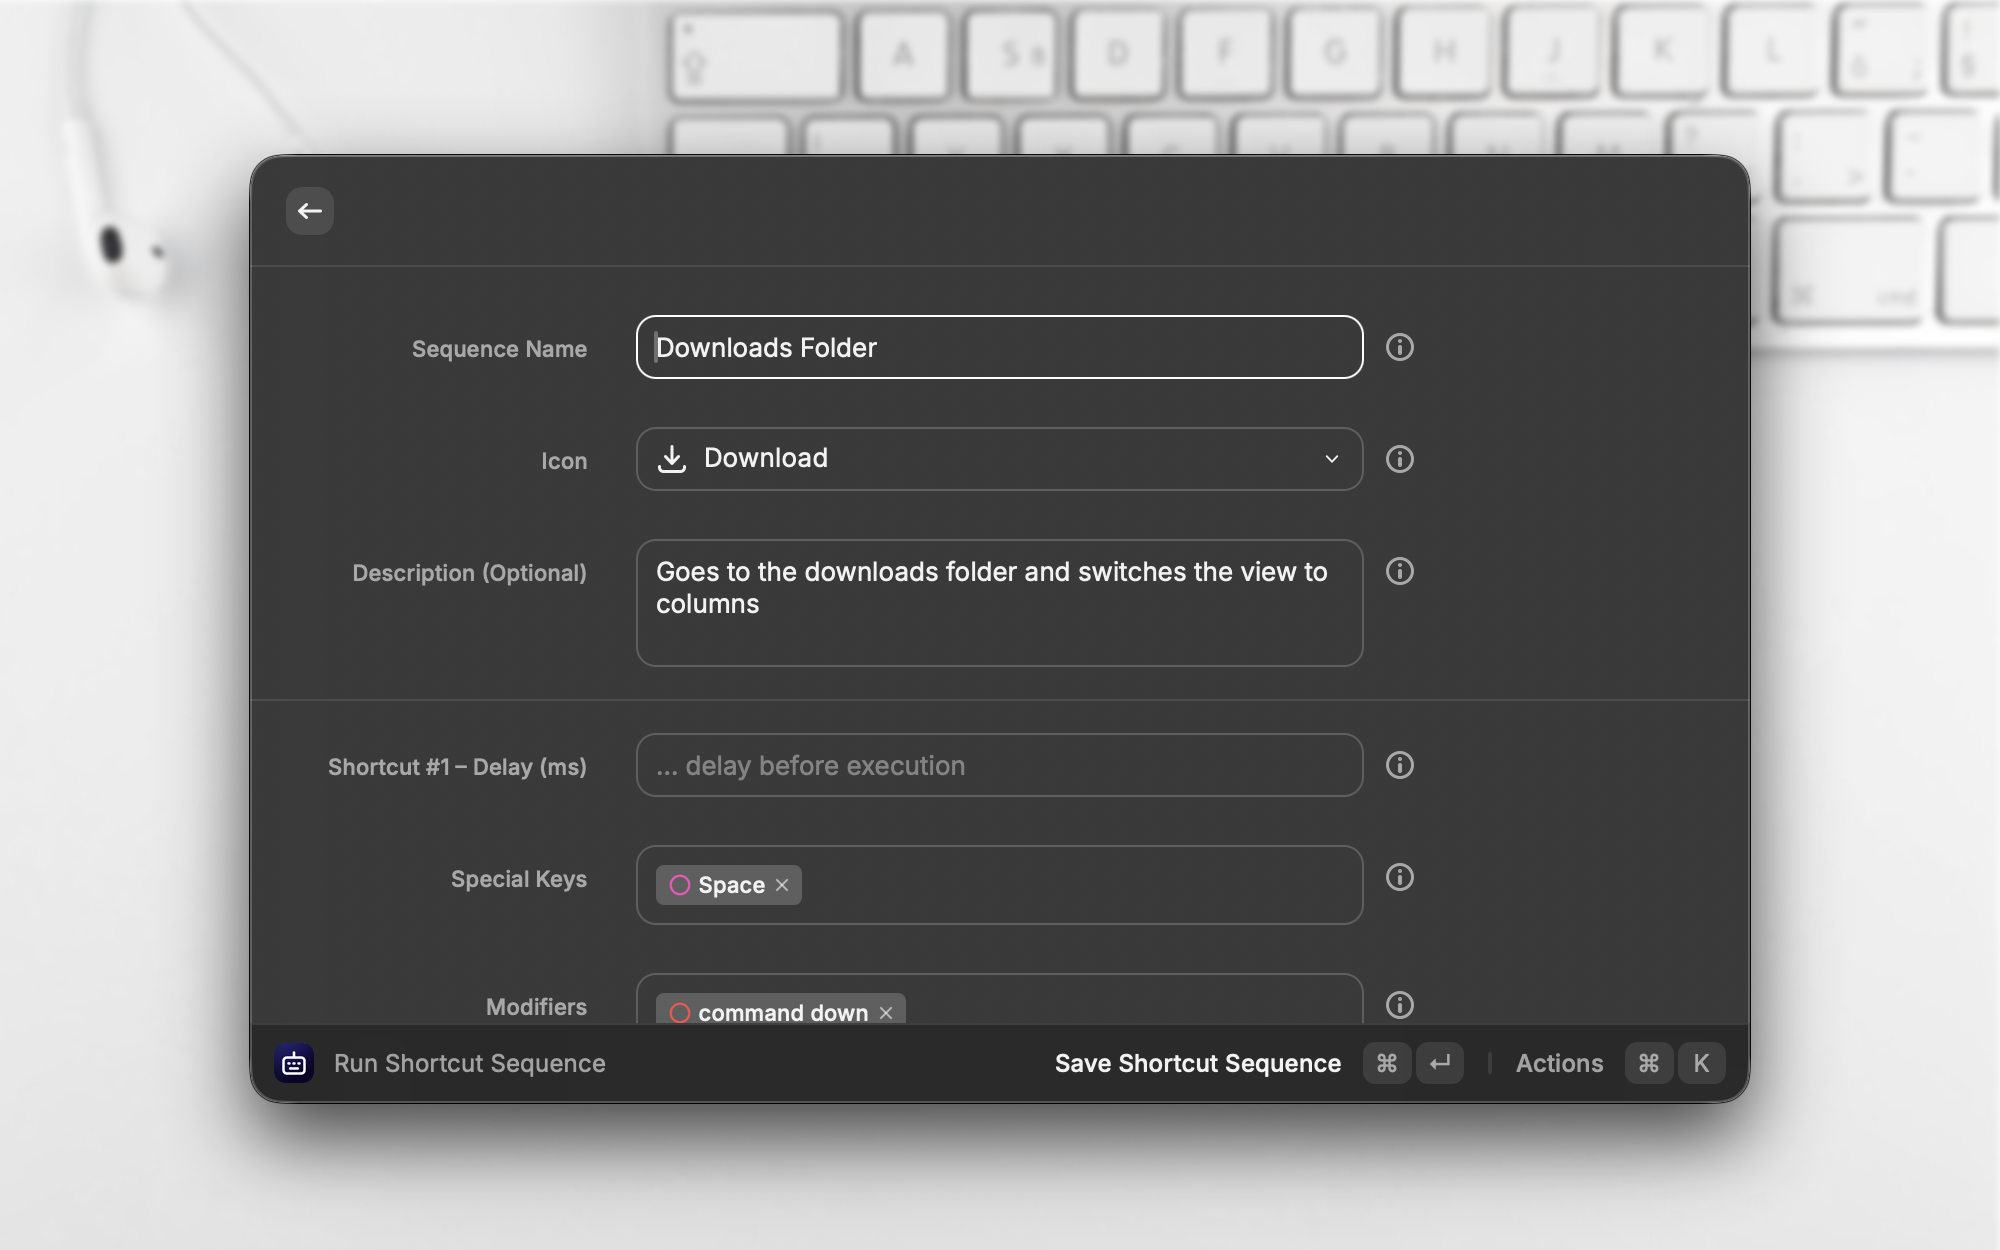 A
S
D
F
G
H
J
K
L
cmd
Sequence Name
Downloads Folder
Icon
Download
Description (Optional)
Goes to the downloads folder and switches the view to
columns
Shortcut #1 – Delay (ms)
... delay before execution
Special Keys
Space
Modifiers
command down
Run Shortcut Sequence
Save Shortcut Sequence ⌘ ↵
Actions ⌘ K